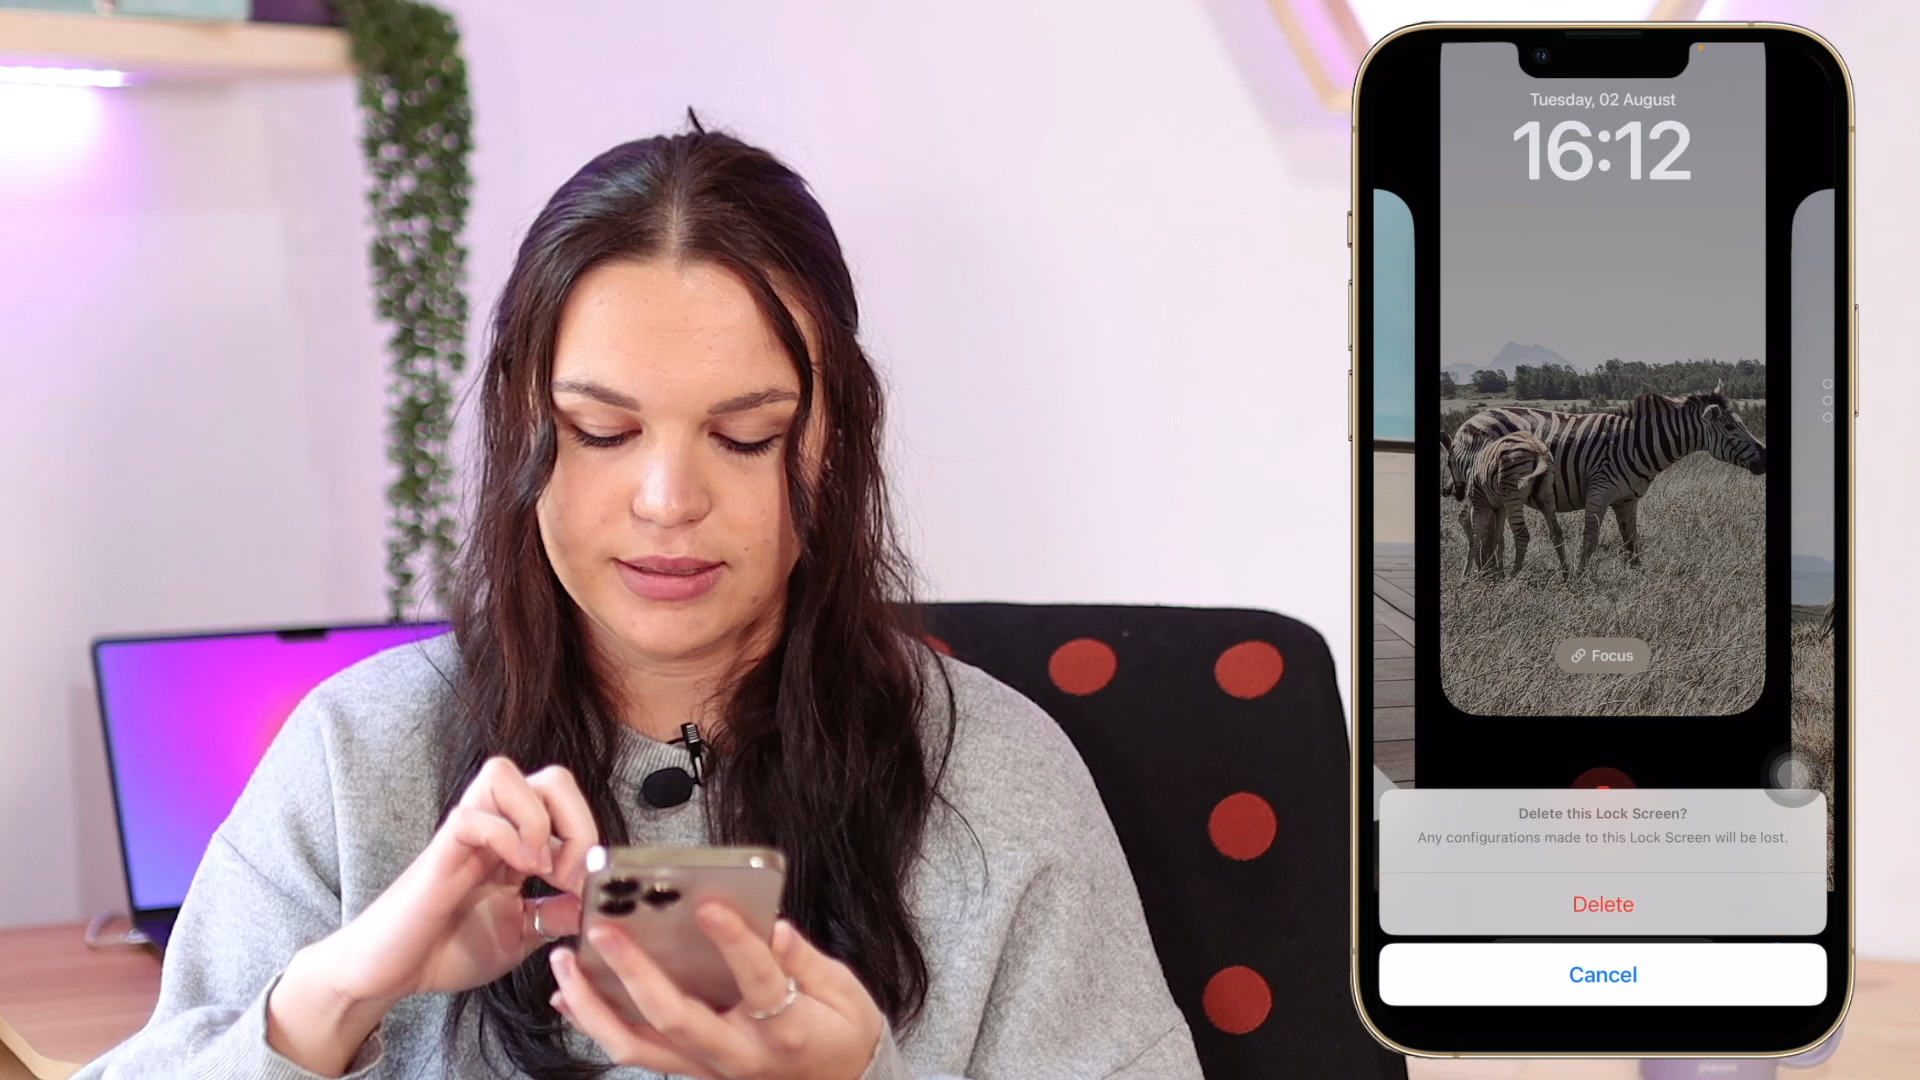 Tuesday, 02 August
16:12
Focus
Delete this Lock Screen?
Any configurations made to this Lock Screen will be lost.
Delete
Cancel